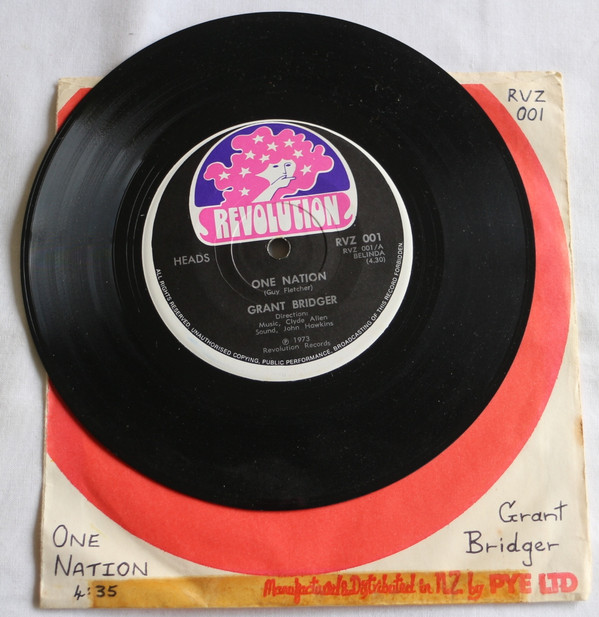 RVZ
001
REVOLUTION
RVZ 001
RVZ 001/A
BELINDA
(4.30)
HEADS
ONE NATION
(Guy Fletcher)
GRANT BRIDGER
Direction:
Music, Clyde Allen
Sound, John Hawkins
℗ 1973
Revolution Records
ALL RIGHTS RESERVED. UNAUTHORISED COPYING, PUBLIC PERFORMANCE, BROADCASTING OF THIS RECORD FORBIDDEN
ONE
NATION
4:35
Grant
Bridger
Manufactured & Distributed in N.Z. by PYE LTD